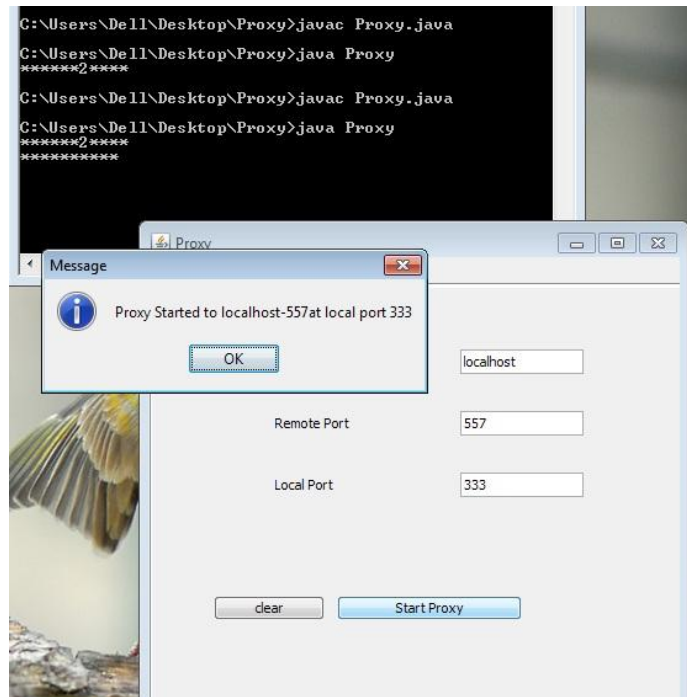 C:\Users\Dell\Desktop\Proxy>javac Proxy.java
C:\Users\Dell\Desktop\Proxy>java Proxy
******2****
C:\Users\Dell\Desktop\Proxy>javac Proxy.java
C:\Users\Dell\Desktop\Proxy>java Proxy
******2****
**********
Proxy
Message
Proxy Started to localhost-557at local port 333
OK
localhost
Remote Port 557
Local Port 333
clear Start Proxy